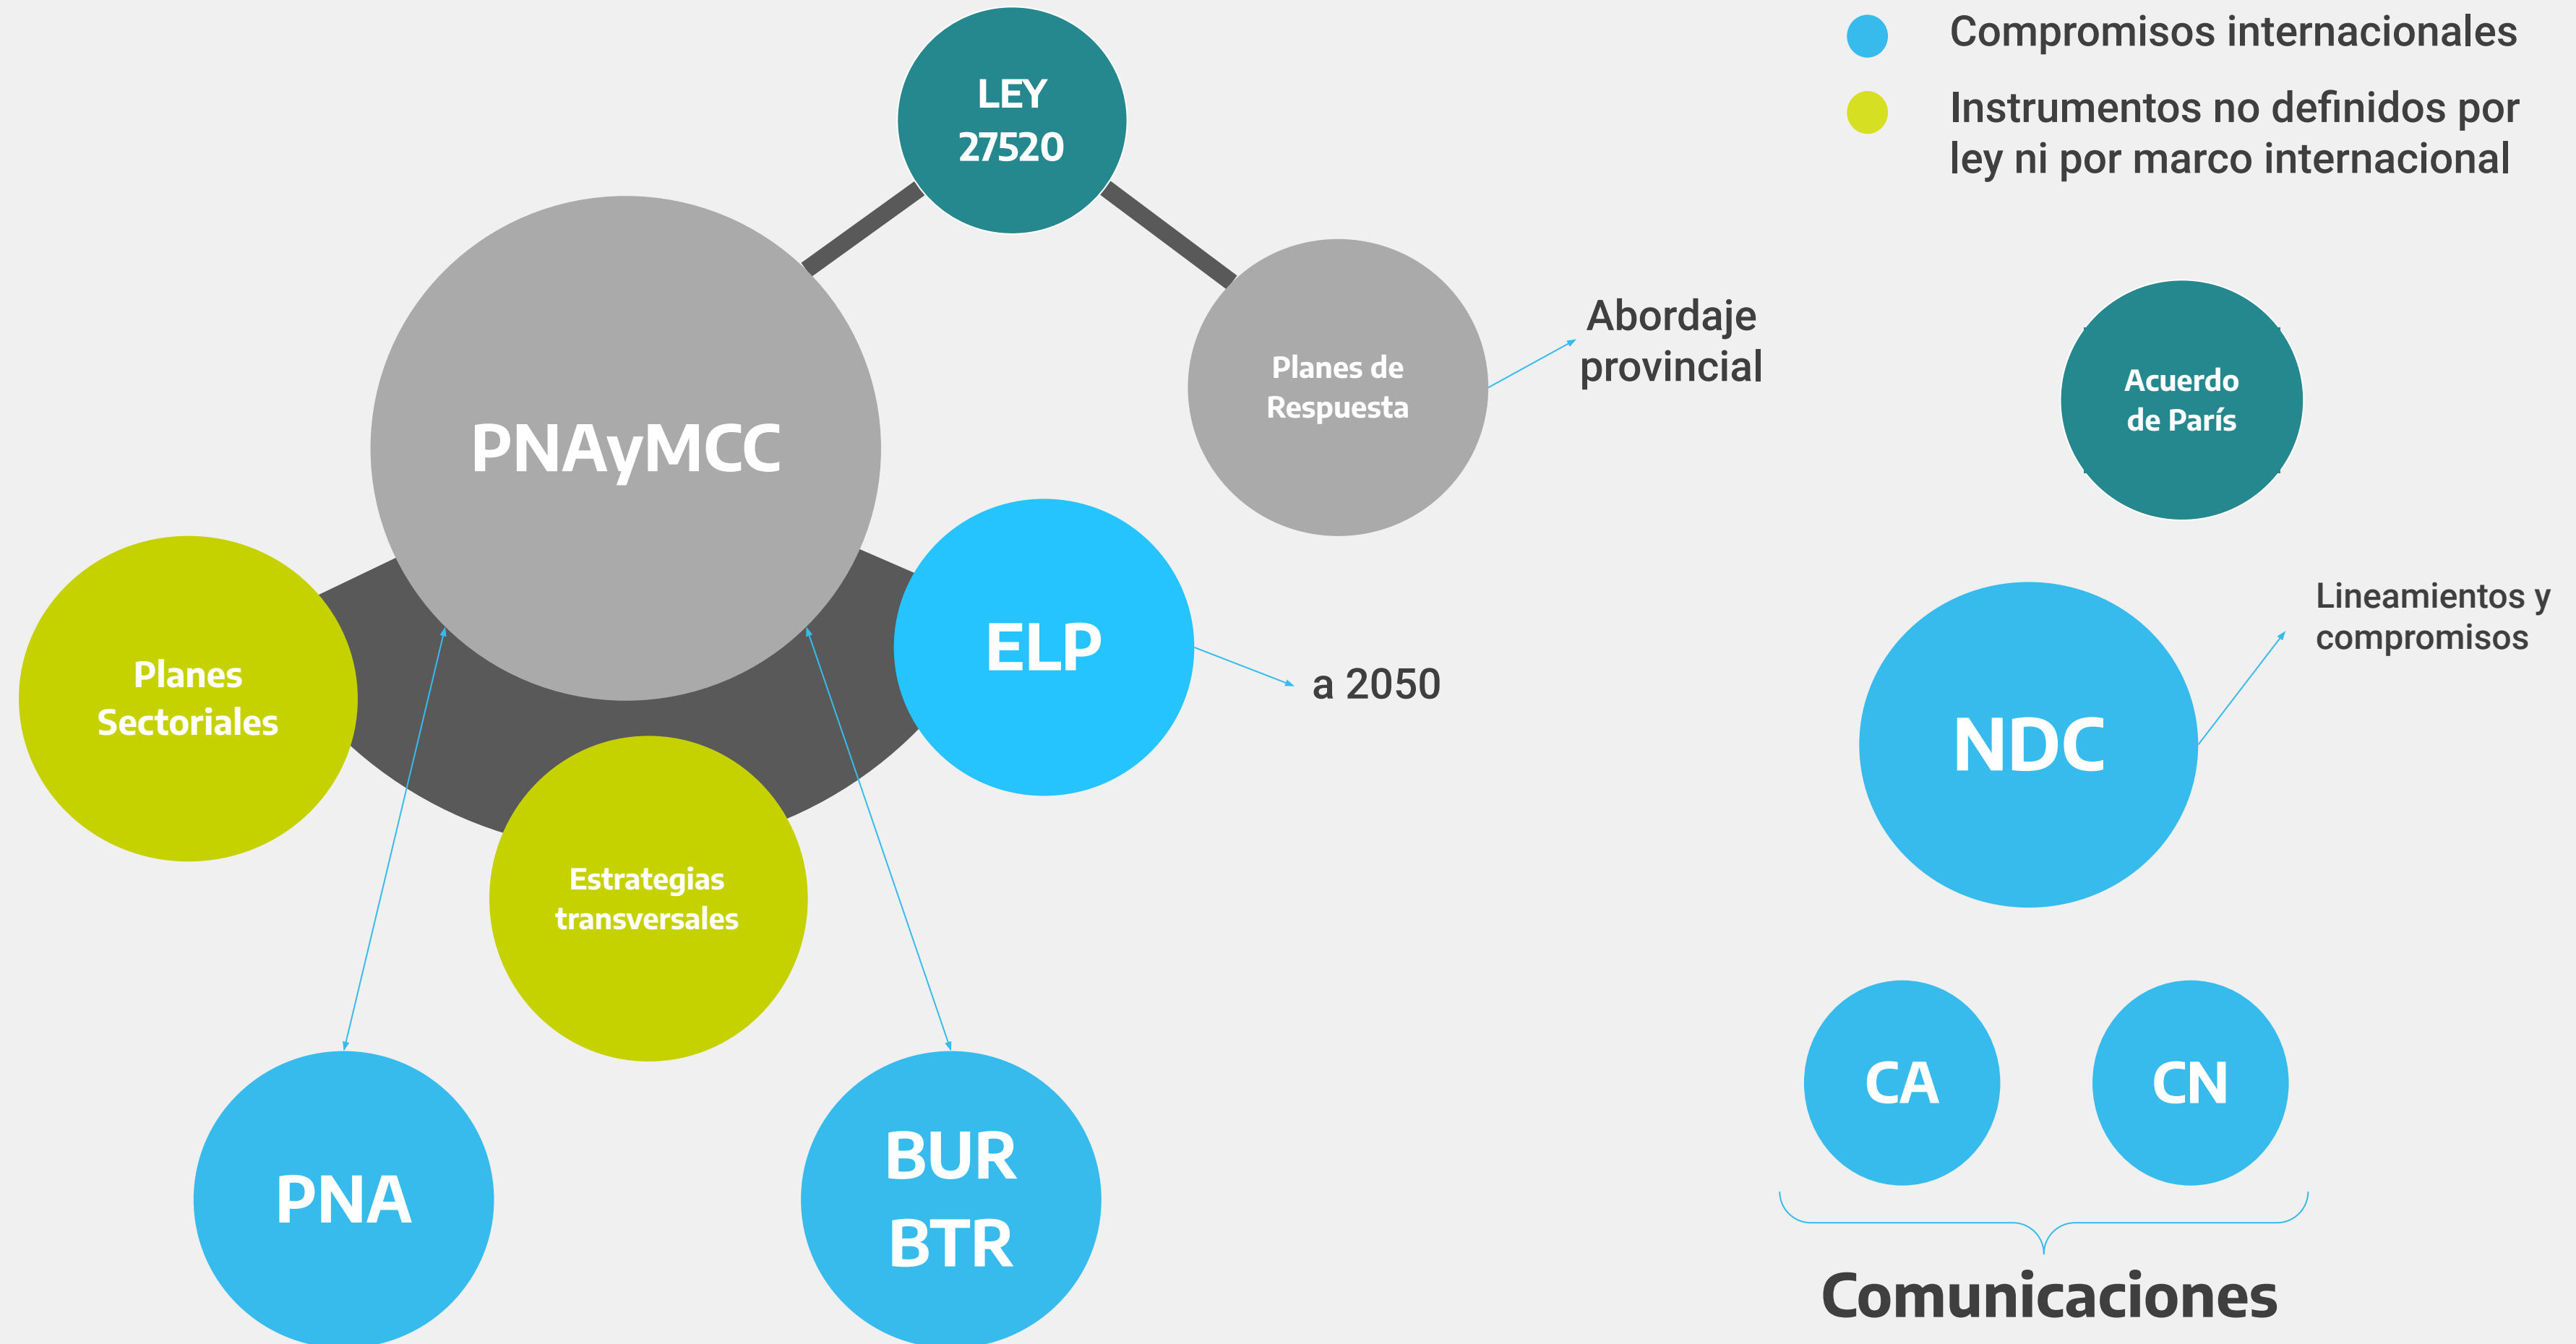 LEY
27520
Compromisos internacionales
Instrumentos no definidos por
ley ni por marco internacional
PNAyMCC
Planes de
Respuesta
Abordaje
provincial
Acuerdo
de París
Planes
Sectoriales
ELP
a 2050
Estrategias
transversales
NDC
Lineamientos y
compromisos
PNA
BUR
BTR
CA
CN
Comunicaciones